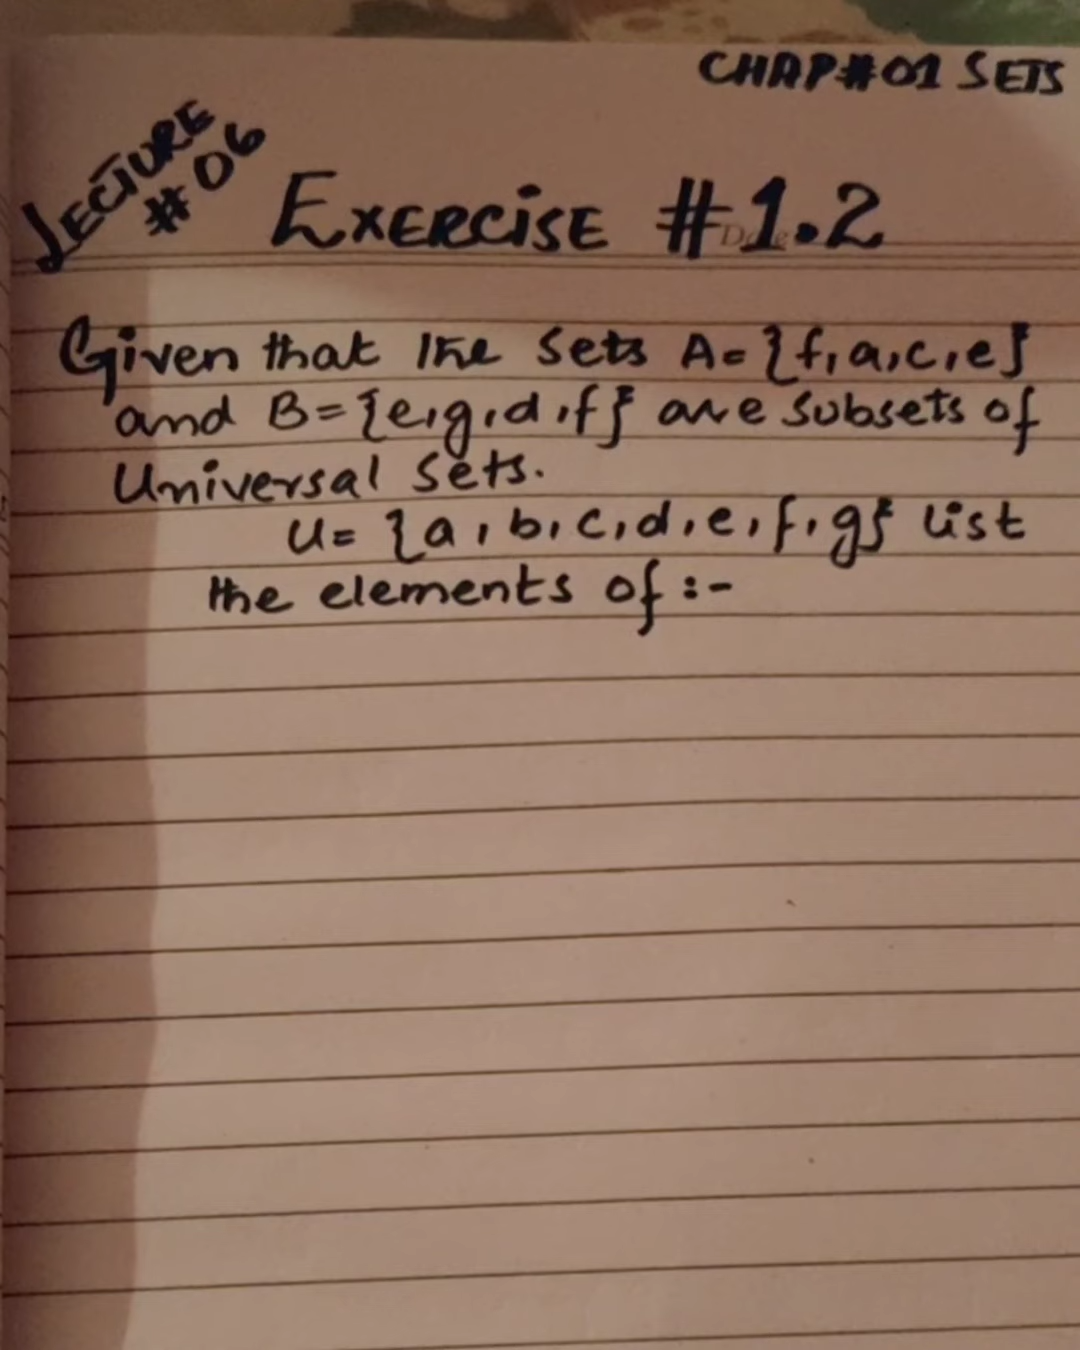 CHAP#01 SETS
LECTURE
#06
EXERCISE #1.2
Given that the Sets A={f,a,c,e}
and B={e,g,d,f} are subsets of
Universal sets.
U={a,b,c,d,e,f,g} list
the elements of:-